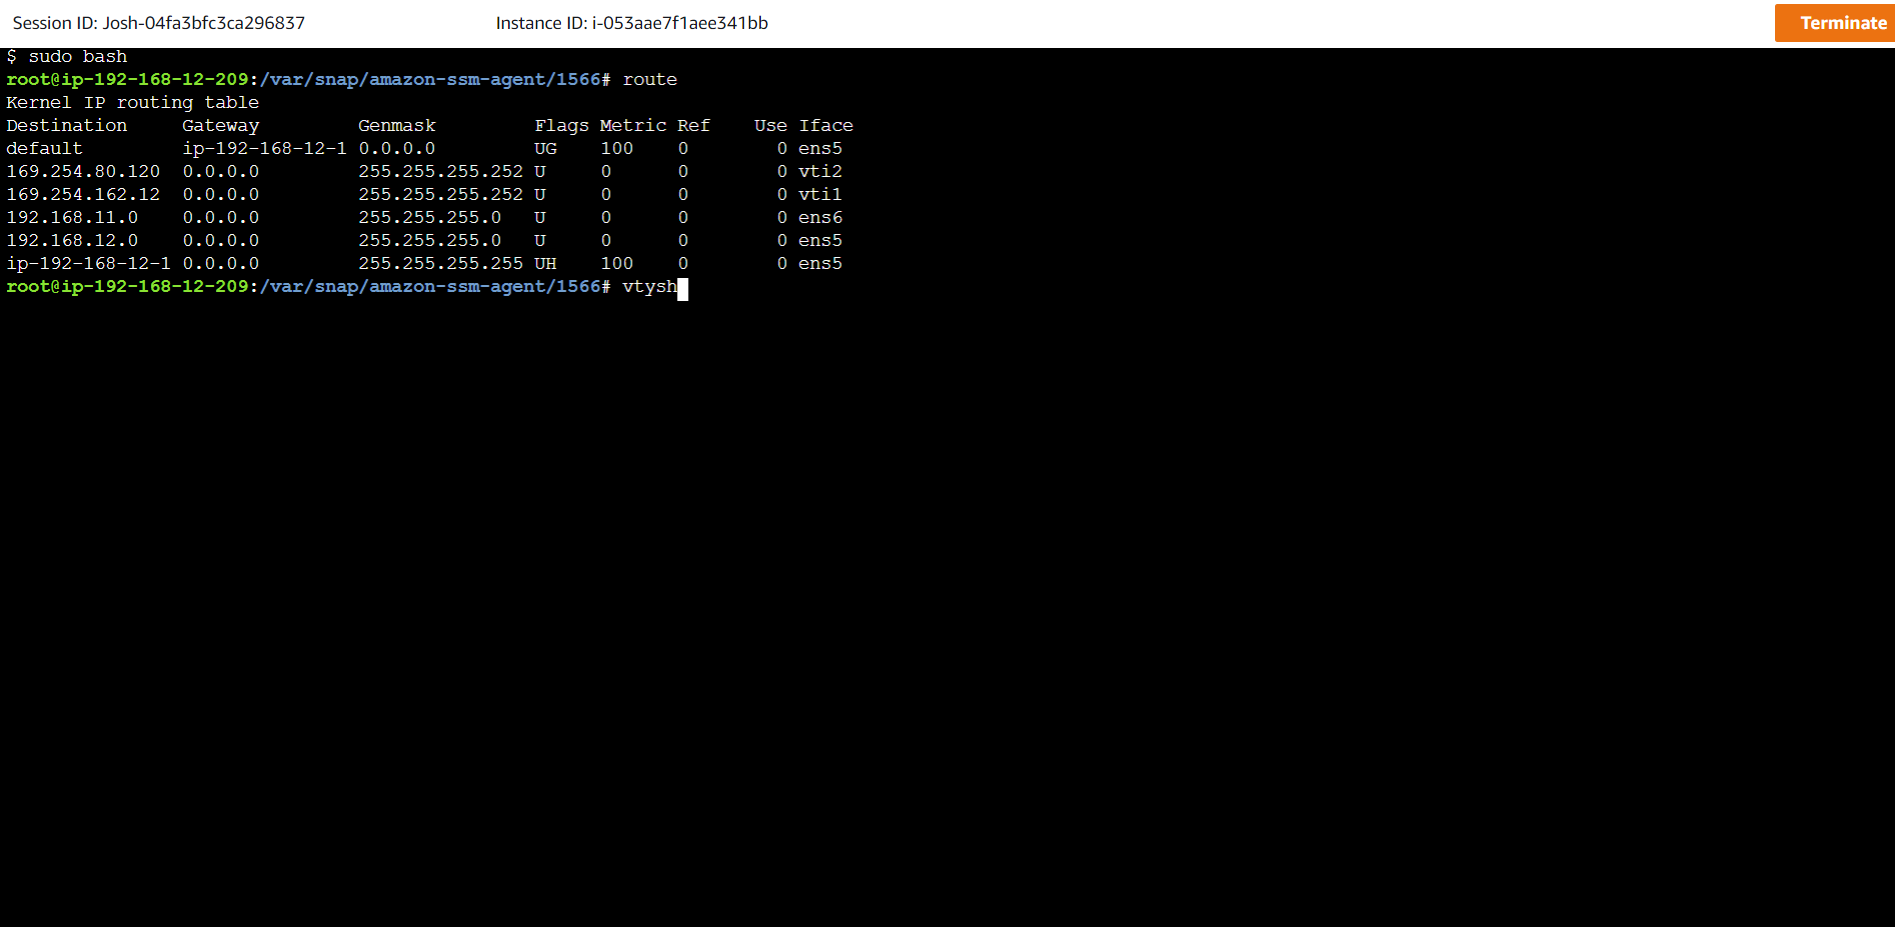 Session ID: Josh-04fa3bfc3ca296837 Instance ID: i-053aae7f1aee341bb Terminate
$ sudo bash
root@ip-192-168-12-209:/var/snap/amazon-ssm-agent/1566# route
Kernel IP routing table
Destination     Gateway         Genmask         Flags Metric Ref    Use Iface
default         ip-192-168-12-1 0.0.0.0         UG    100    0        0 ens5
169.254.80.120  0.0.0.0         255.255.255.252 U     0      0        0 vti2
169.254.162.12  0.0.0.0         255.255.255.252 U     0      0        0 vti1
192.168.11.0    0.0.0.0         255.255.255.0   U     0      0        0 ens6
192.168.12.0    0.0.0.0         255.255.255.0   U     0      0        0 ens5
ip-192-168-12-1 0.0.0.0         255.255.255.255 UH    100    0        0 ens5
root@ip-192-168-12-209:/var/snap/amazon-ssm-agent/1566# vtysh